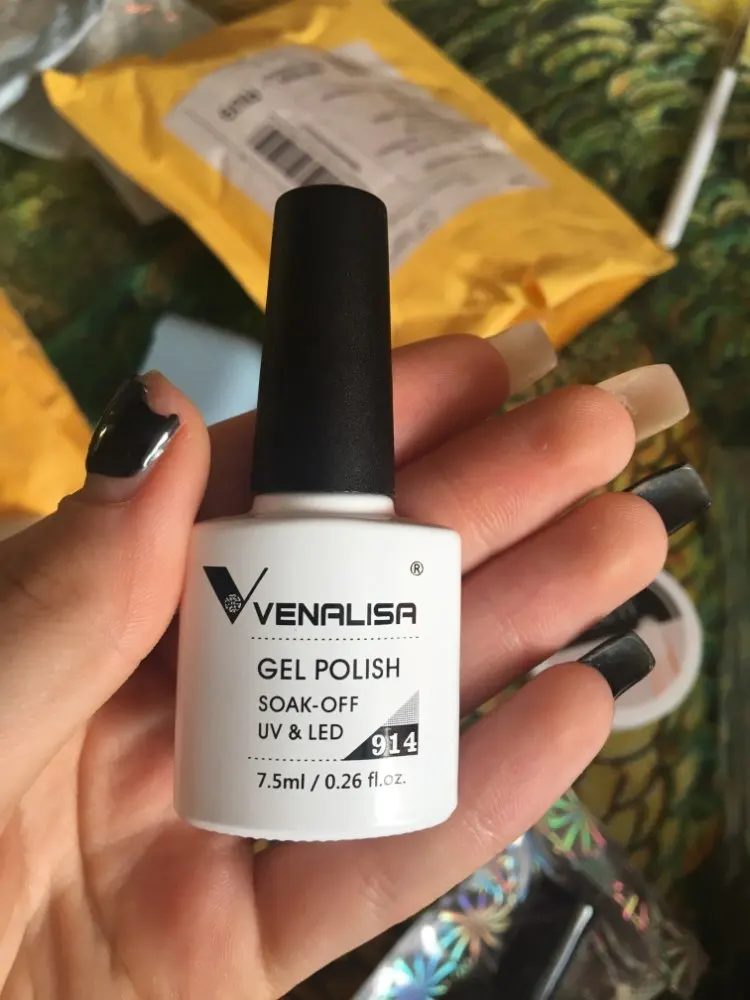 VENALISA ®
GEL POLISH
SOAK-OFF
UV & LED
914
7.5ml / 0.26 fl.oz.